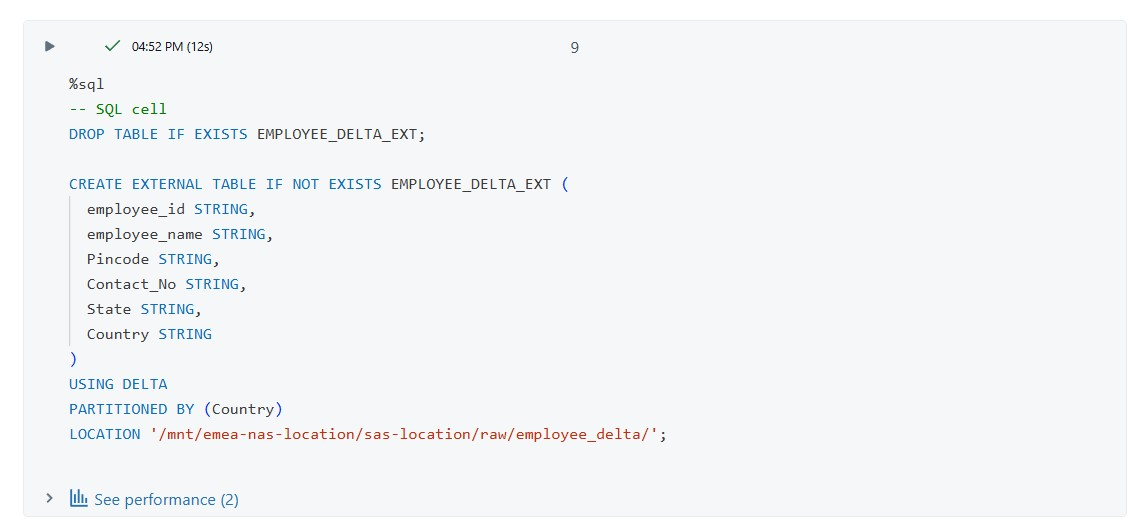 04:52 PM (12s) 9
%sql
-- SQL cell
DROP TABLE IF EXISTS EMPLOYEE_DELTA_EXT;
CREATE EXTERNAL TABLE IF NOT EXISTS EMPLOYEE_DELTA_EXT (
employee_id STRING,
employee_name STRING,
Pincode STRING,
Contact_No STRING,
State STRING,
Country STRING
)
USING DELTA
PARTITIONED BY (Country)
LOCATION '/mnt/emea-nas-location/sas-location/raw/employee_delta/';
See performance (2)